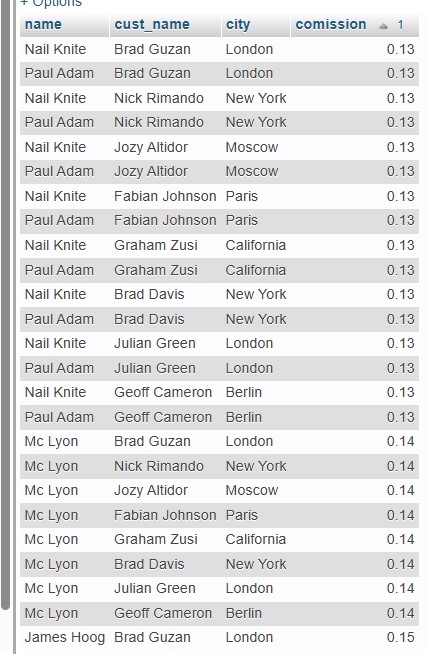 + Options
name cust_name city comission 1
Nail Knite Brad Guzan London 0.13
Paul Adam Brad Guzan London 0.13
Nail Knite Nick Rimando New York 0.13
Paul Adam Nick Rimando New York 0.13
Nail Knite Jozy Altidor Moscow 0.13
Paul Adam Jozy Altidor Moscow 0.13
Nail Knite Fabian Johnson Paris 0.13
Paul Adam Fabian Johnson Paris 0.13
Nail Knite Graham Zusi California 0.13
Paul Adam Graham Zusi California 0.13
Nail Knite Brad Davis New York 0.13
Paul Adam Brad Davis New York 0.13
Nail Knite Julian Green London 0.13
Paul Adam Julian Green London 0.13
Nail Knite Geoff Cameron Berlin 0.13
Paul Adam Geoff Cameron Berlin 0.13
Mc Lyon Brad Guzan London 0.14
Mc Lyon Nick Rimando New York 0.14
Mc Lyon Jozy Altidor Moscow 0.14
Mc Lyon Fabian Johnson Paris 0.14
Mc Lyon Graham Zusi California 0.14
Mc Lyon Brad Davis New York 0.14
Mc Lyon Julian Green London 0.14
Mc Lyon Geoff Cameron Berlin 0.14
James Hoog Brad Guzan London 0.15